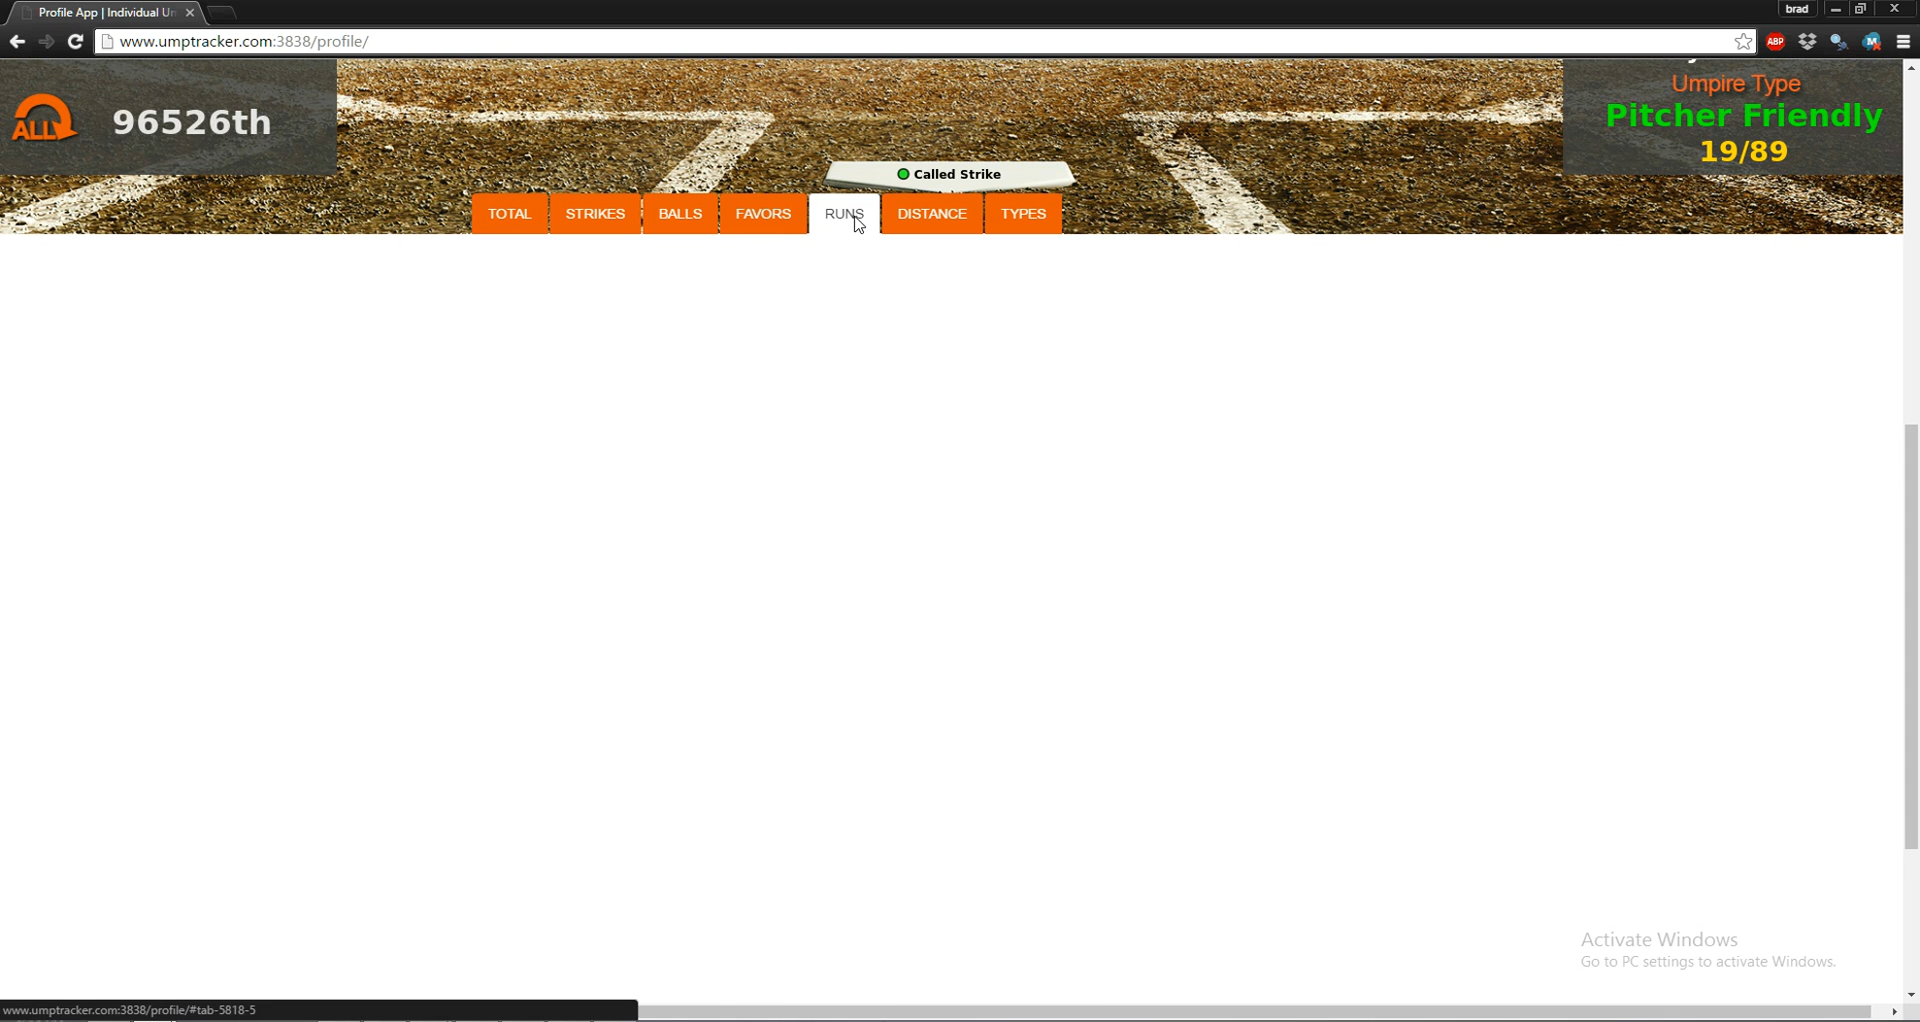 Profile App | Individual Un
brad
www.umptracker.com:3838/profile/
ABP
M
ALL
96526th
Umpire Type
Pitcher Friendly
19/89
Called Strike
TOTAL STRIKES BALLS FAVORS RUNS DISTANCE TYPES
Activate Windows
Go to PC settings to activate Windows.
www.umptracker.com:3838/profile/#tab-5818-5